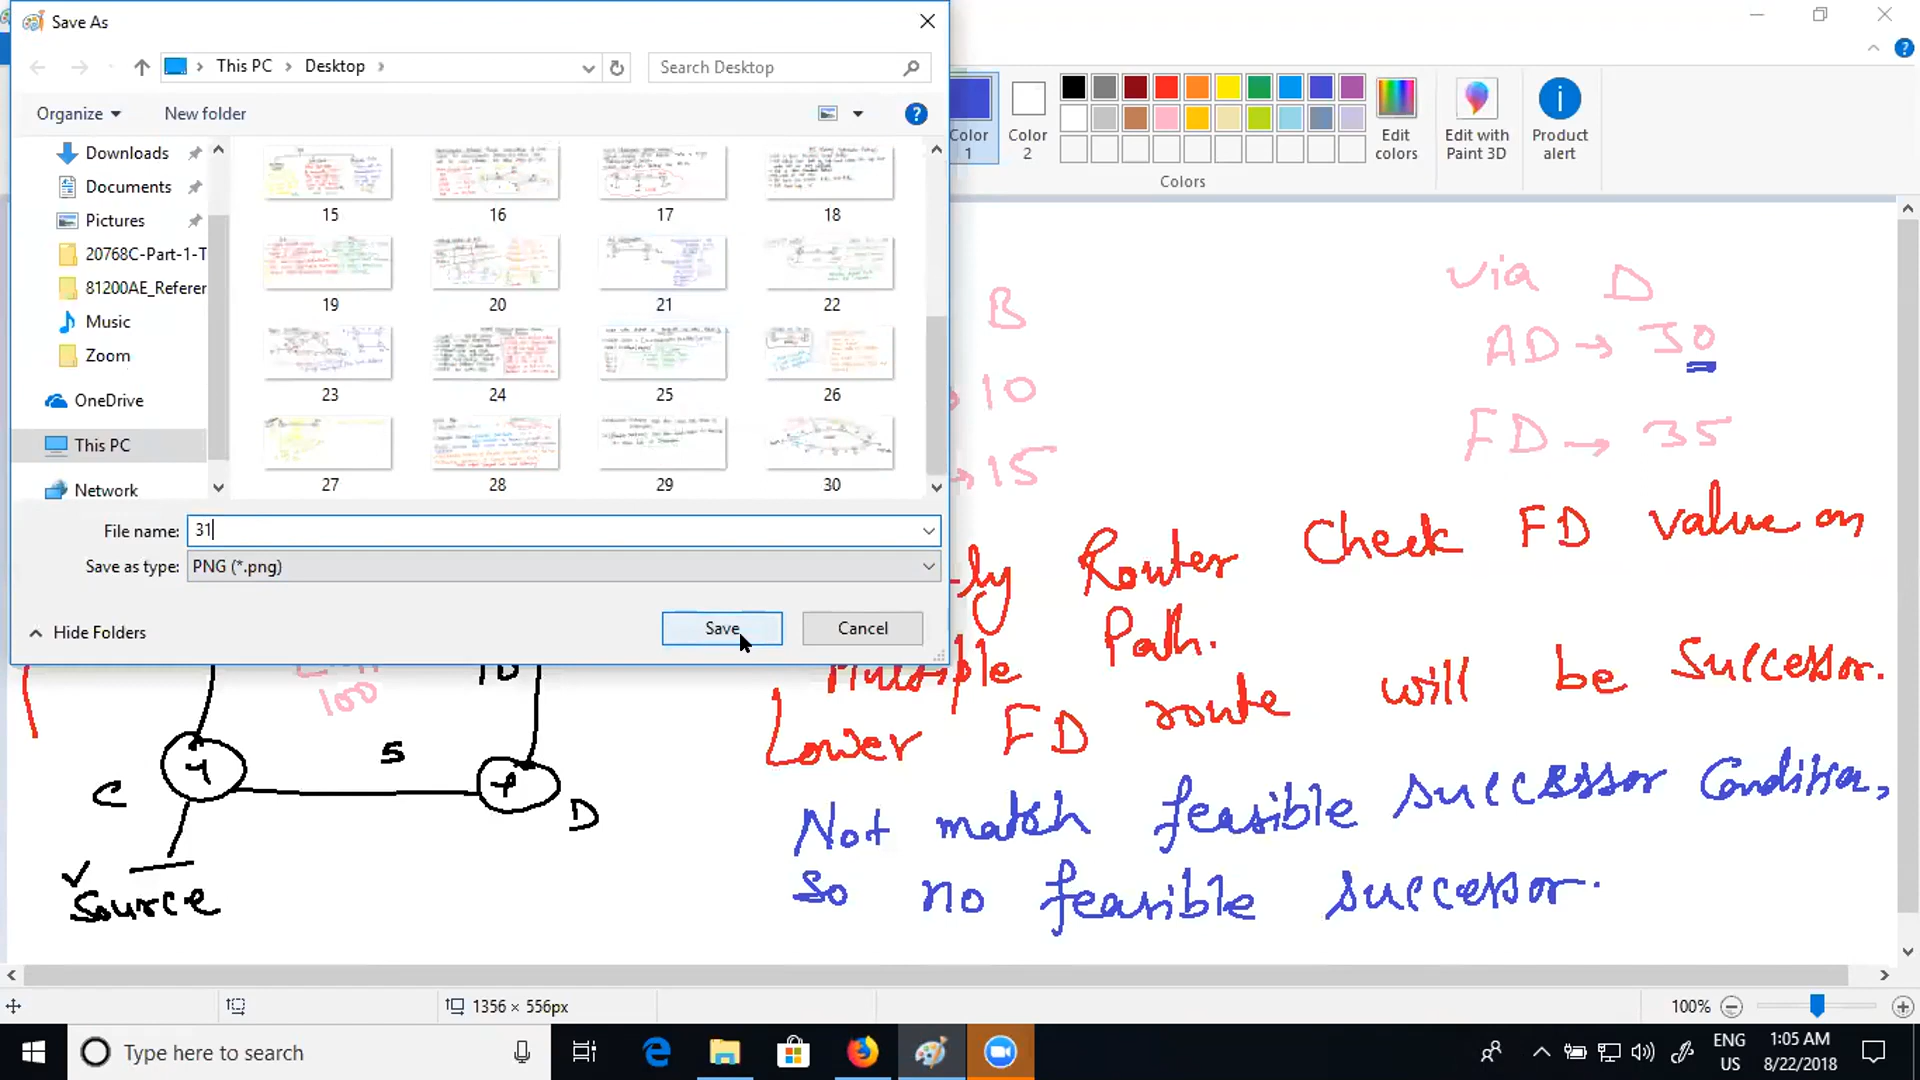 Save As
This PC
Desktop
Search Desktop
Organize
New folder
Downloads
Documents
Pictures
20768C-Part-1-T
81200AE_Referer
Music
Zoom
OneDrive
This PC
Network
15
16
17
18
19
20
21
22
23
24
25
26
27
28
29
30
File name:
31
Save as type:
PNG (*.png)
Hide Folders
Save
Cancel
Color 1
Color 2
Edit colors
Edit with Paint 3D
Product alert
Colors
B
10
15
via D
AD → 30
FD → 35
Router Check FD value on
Multiple Path.
Lower FD route will be Successor.
Not match feasible successor Condition,
So no feasible successor.
100
10
5
C
D
Source
1356 × 556px
100%
Type here to search
ENG
US
1:05 AM
8/22/2018